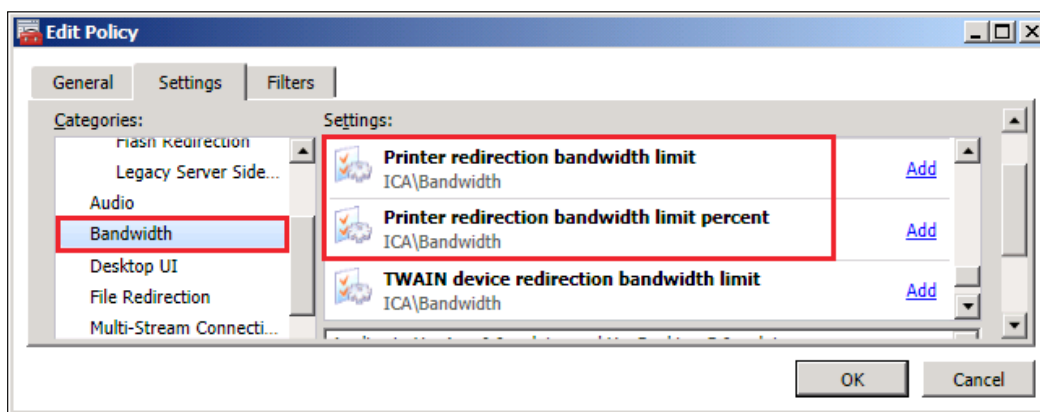 Edit Policy
General Settings Filters
Categories:
Flash Redirection
Legacy Server Side...
Audio
Bandwidth
Desktop UI
File Redirection
Multi-Stream Connecti...
Settings:
Printer redirection bandwidth limit
ICA\Bandwidth
Add
Printer redirection bandwidth limit percent
ICA\Bandwidth
Add
TWAIN device redirection bandwidth limit
ICA\Bandwidth
Add
OK Cancel